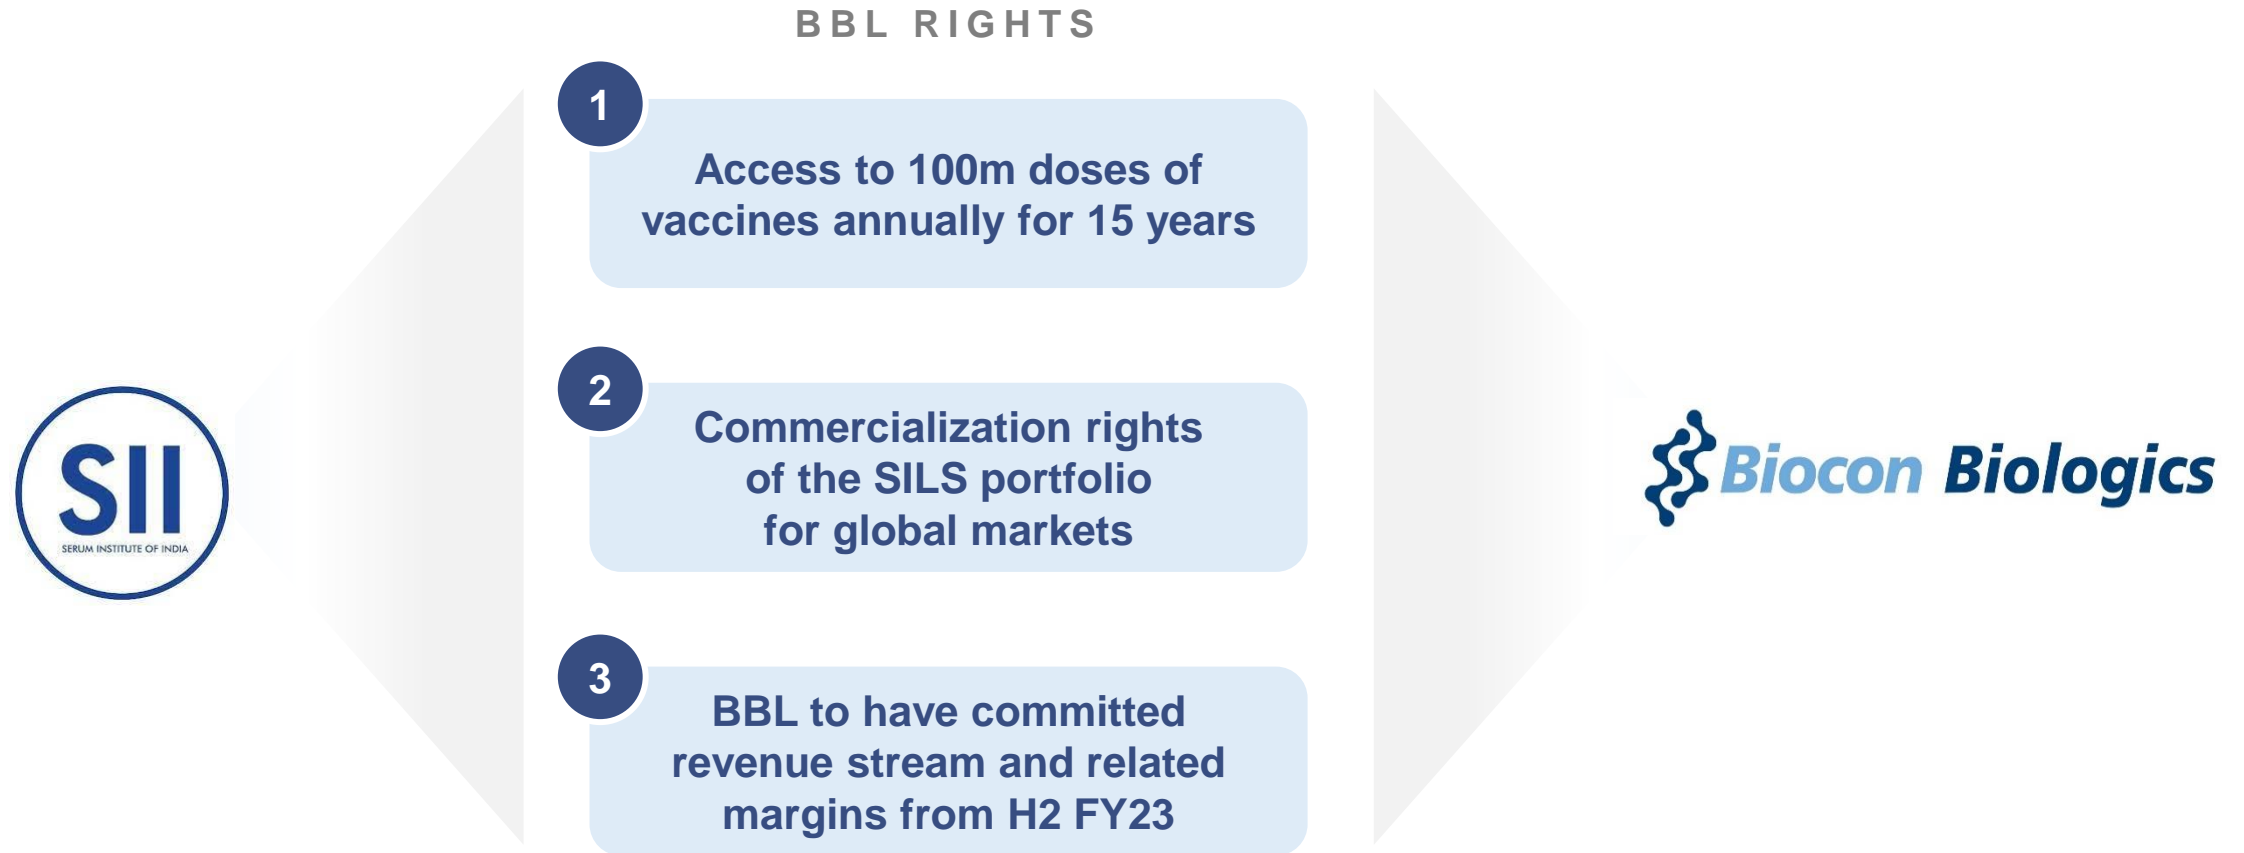 BBL RIGHTS
1
Access to 100m doses of
vaccines annually for 15 years
2
Commercialization rights
of the SILS portfolio
for global markets
3
BBL to have committed
revenue stream and related
margins from H2 FY23
SII
SERUM INSTITUTE OF INDIA
Biocon Biologics